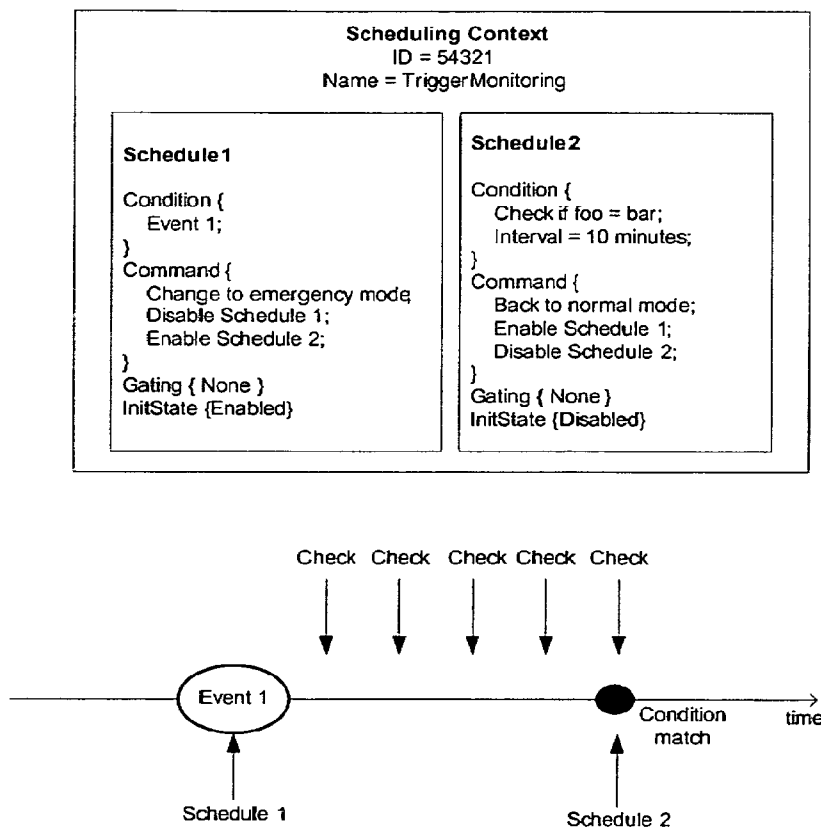 Scheduling Context
ID = 54321
Name = TriggerMonitoring
Schedule1
Condition {
Event 1;
}
Command {
Change to emergency mode
Disable Schedule 1;
Enable Schedule 2;
}
Gating { None }
InitState {Enabled}
Schedule2
Condition {
Check if foo = bar;
Interval = 10 minutes;
}
Command {
Back to normal mode;
Enable Schedule 1;
Disable Schedule 2;
}
Gating { None }
InitState {Disabled}
Check Check Check Check Check
Event 1
Condition
match
time
Schedule 1
Schedule 2